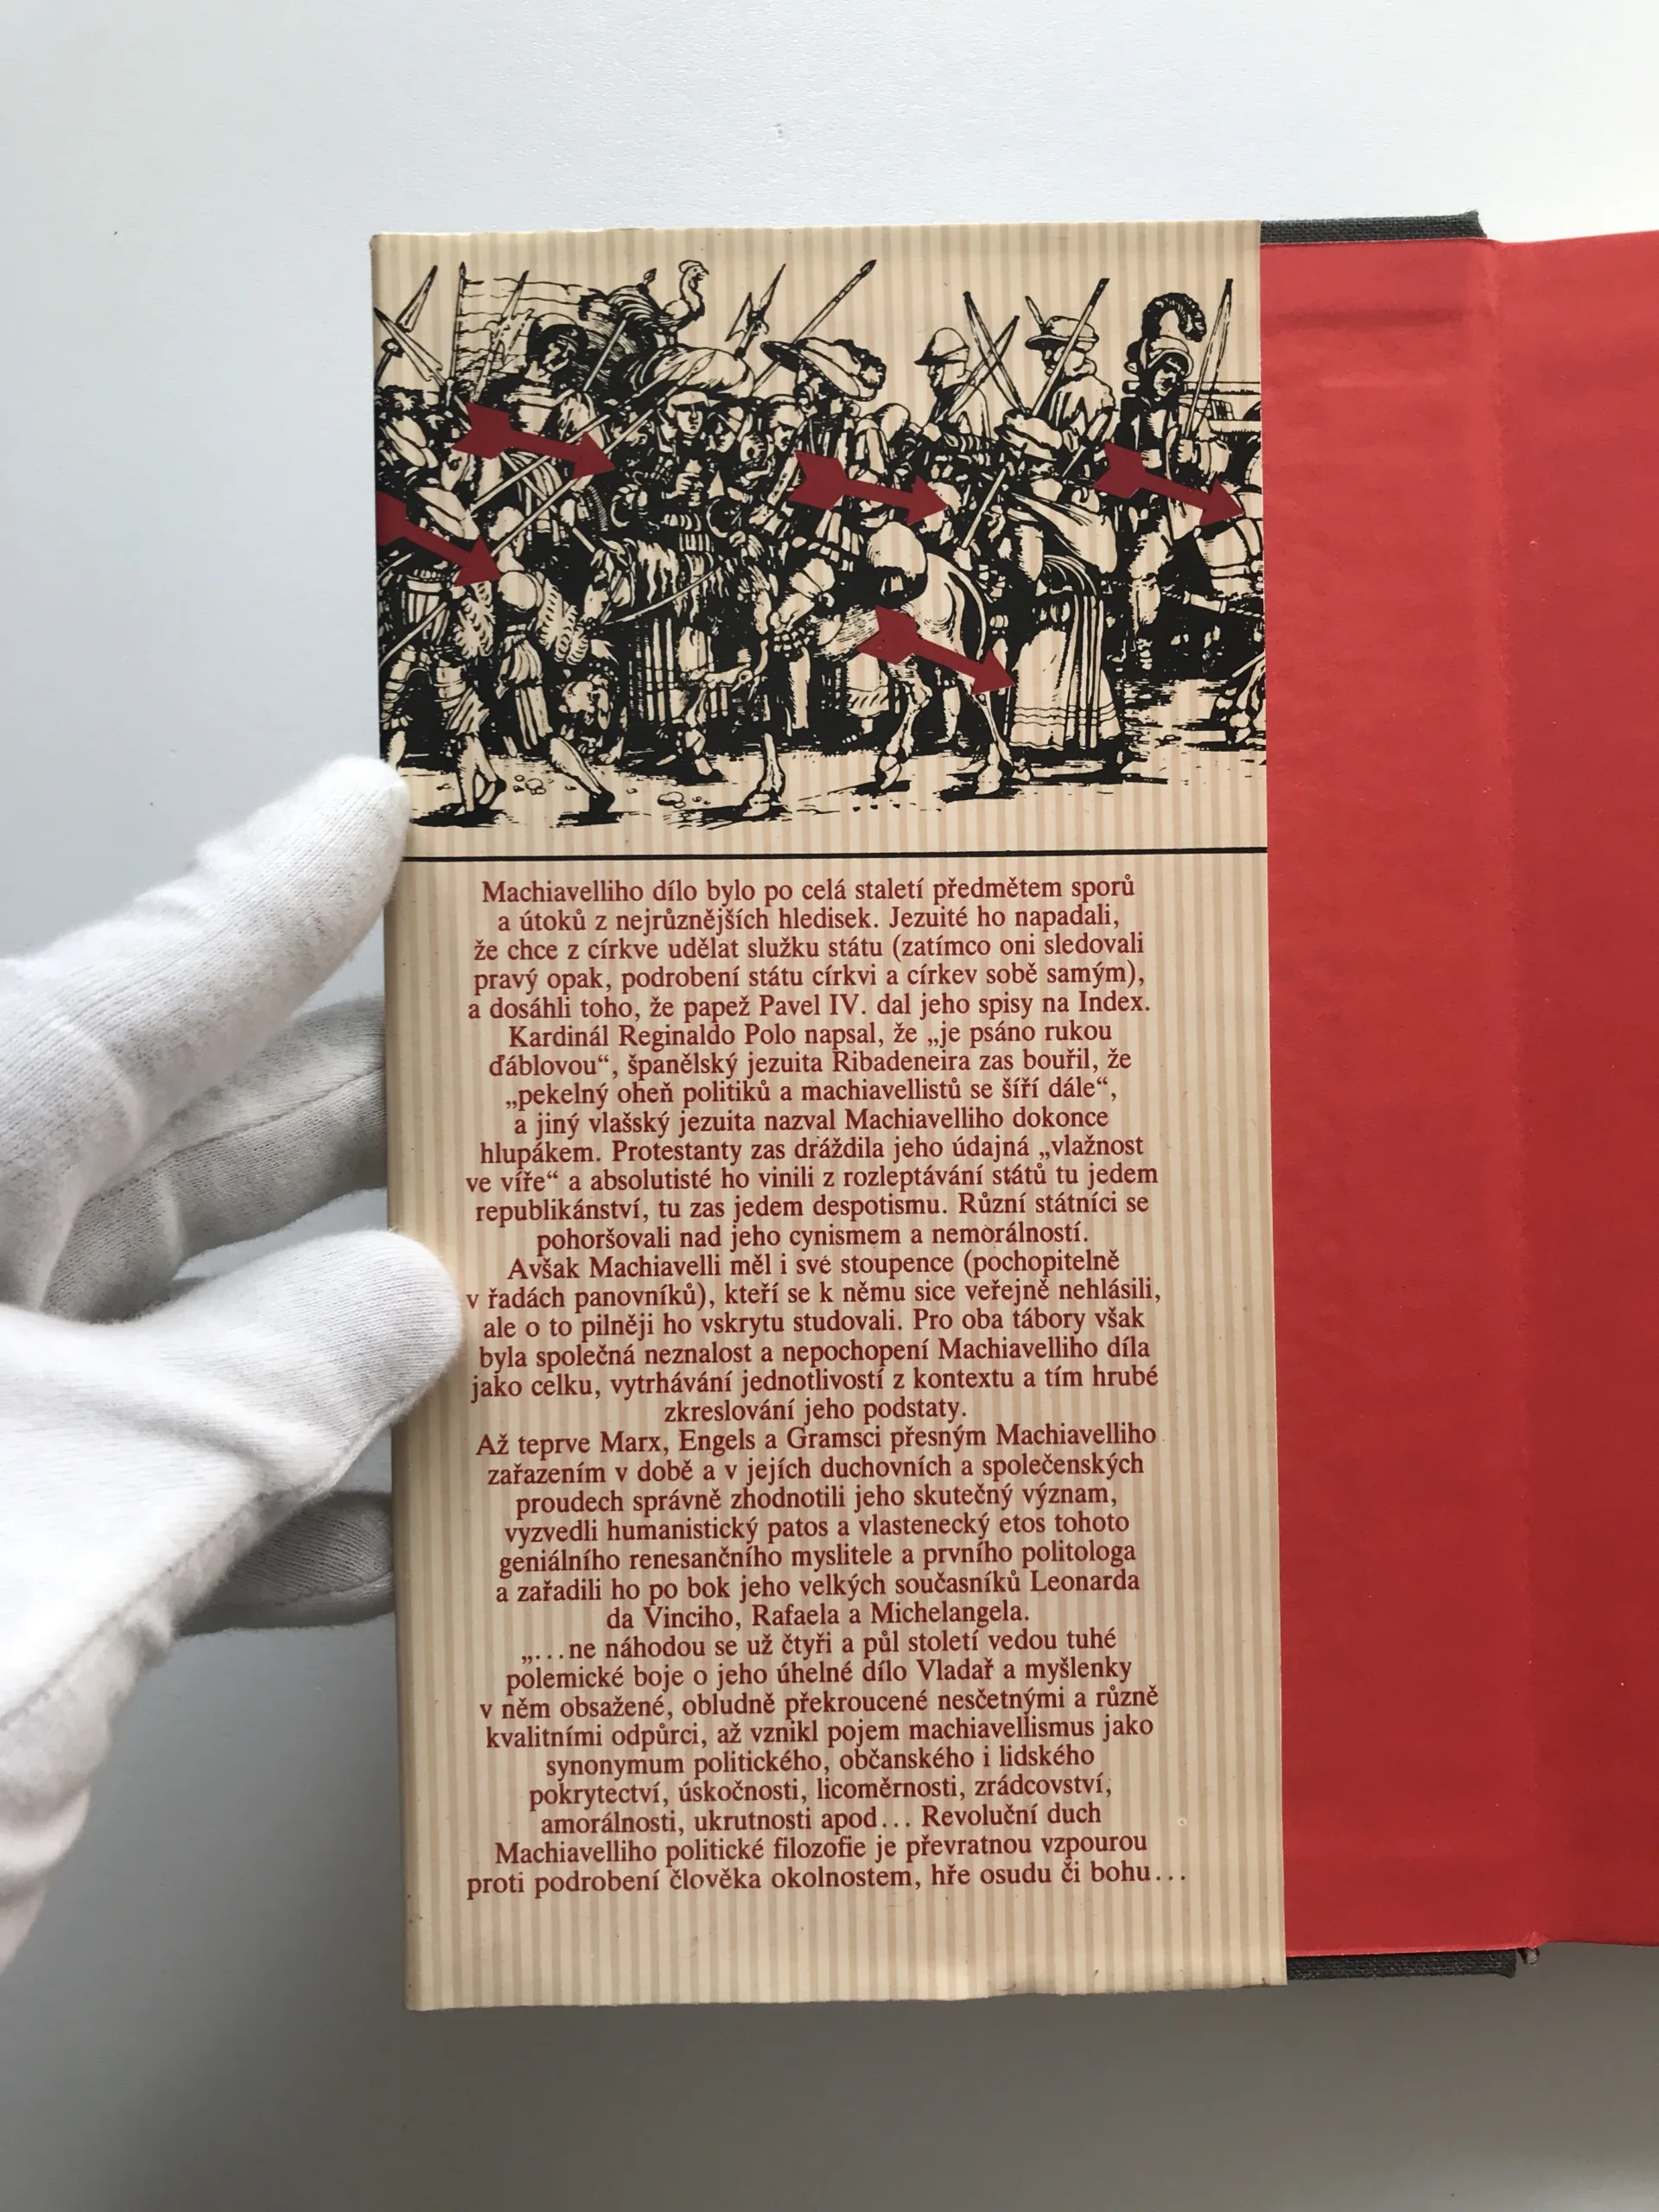 Machiavelliho dílo bylo po celá staletí předmětem sporů
a útoků z nejrůznějších hledisek. Jezuité ho napadali,
že chce z církve udělat služku státu (zatímco oni sledovali
pravý opak, podrobení státu církvi a církev sobě samým),
a dosáhli toho, že papež Pavel IV. dal jeho spisy na Index.
Kardinál Reginaldo Polo napsal, že „je psáno rukou
ďáblovou“, španělský jezuita Ribadeneira zas bouřil, že
„pekelný oheň politiků a machiavellistů se šíří dále“,
a jiný vlašský jezuita nazval Machiavelliho dokonce
hlupákem. Protestanty zas dráždila jeho údajná „vlažnost
ve víře“ a absolutisté ho vinili z rozleptávání států tu jedem
republikánství, tu zas jedem despotismu. Různí státníci se
pohoršovali nad jeho cynismem a nemorálností.
Avšak Machiavelli měl i své stoupence (pochopitelně
v řadách panovníků), kteří se k němu sice veřejně nehlásili,
ale o to pilněji ho vskrytu studovali. Pro oba tábory však
byla společná neznalost a nepochopení Machiavelliho díla
jako celku, vytrhávání jednotlivostí z kontextu a tím hrubé
zkreslování jeho podstaty.
Až teprve Marx, Engels a Gramsci přesným Machiavelliho
zařazením v době a v jejích duchovních a společenských
proudech správně zhodnotili jeho skutečný význam,
vyzvedli humanistický patos a vlastenecký etos tohoto
geniálního renesančního myslitele a prvního politologa
a zařadili ho po bok jeho velkých současníků Leonarda
da Vinciho, Rafaela a Michelangela.
„...ne náhodou se už čtyři a půl století vedou tuhé
polemické boje o jeho úhelné dílo Vladař a myšlenky
v něm obsažené, obludně překroucené nesčetnými a různě
kvalitními odpůrci, až vznikl pojem machiavellismus jako
synonymum politického, občanského i lidského
pokrytectví, úskočnosti, licoměrnosti, zrádcovství,
amorálnosti, ukrutnosti apod... Revoluční duch
Machiavelliho politické filozofie je převratnou vzpourou
proti podrobení člověka okolnostem, hře osudu či bohu...